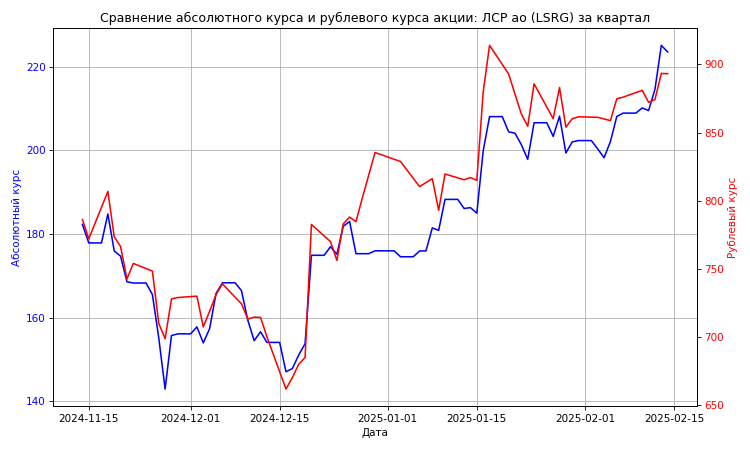 Сравнение абсолютного курса и рублевого курса акции: ЛСР ао (LSRG) за квартал
220
200
180
160
140
Абсолютный курс
900
850
800
750
700
650
Рублевый курс
2024-11-15 2024-12-01 2024-12-15 2025-01-01 2025-01-15 2025-02-01 2025-02-15
Дата